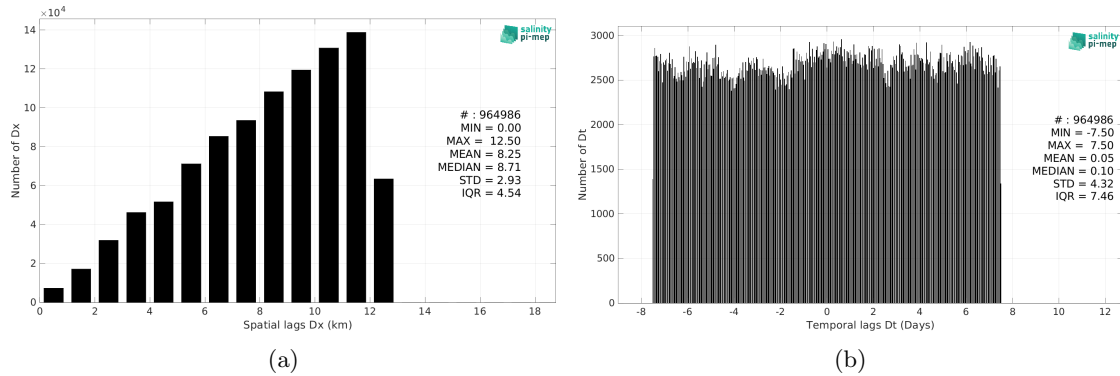 ×10⁴
14
12
10
8
6
4
2
0
Number of Dx
0 2 4 6 8 10 12 14 16 18
Spatial lags Dx (km)
salinity
pi-mep
# : 964986
MIN = 0.00
MAX = 12.50
MEAN = 8.25
MEDIAN = 8.71
STD = 2.93
IQR = 4.54
(a)
3000
2500
2000
1500
1000
500
0
Number of Dt
-8 -6 -4 -2 0 2 4 6 8 10 12
Temporal lags Dt (Days)
salinity
pi-mep
# : 964986
MIN = -7.50
MAX = 7.50
MEAN = 0.05
MEDIAN = 0.10
STD = 4.32
IQR = 7.46
(b)